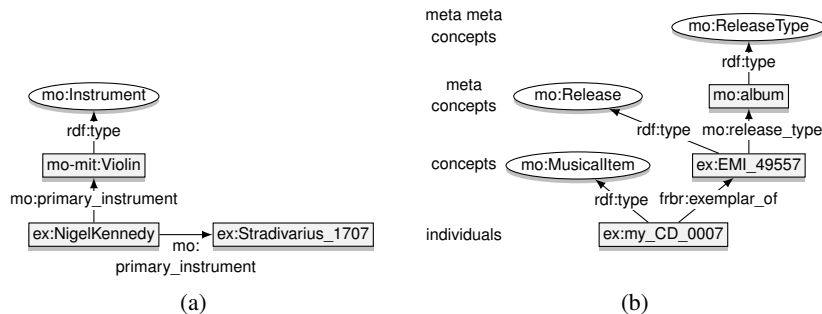 mo:Instrument
rdf:type
mo-mit:Violin
mo:primary_instrument
ex:NigelKennedy
ex:Stradivarius_1707
mo:
primary_instrument
(a)
meta meta
concepts
mo:ReleaseType
rdf:type
meta
concepts
mo:Release
mo:album
rdf:type
mo:release_type
concepts
mo:MusicalItem
ex:EMI_49557
rdf:type
frbr:exemplar_of
individuals
ex:my_CD_0007
(b)